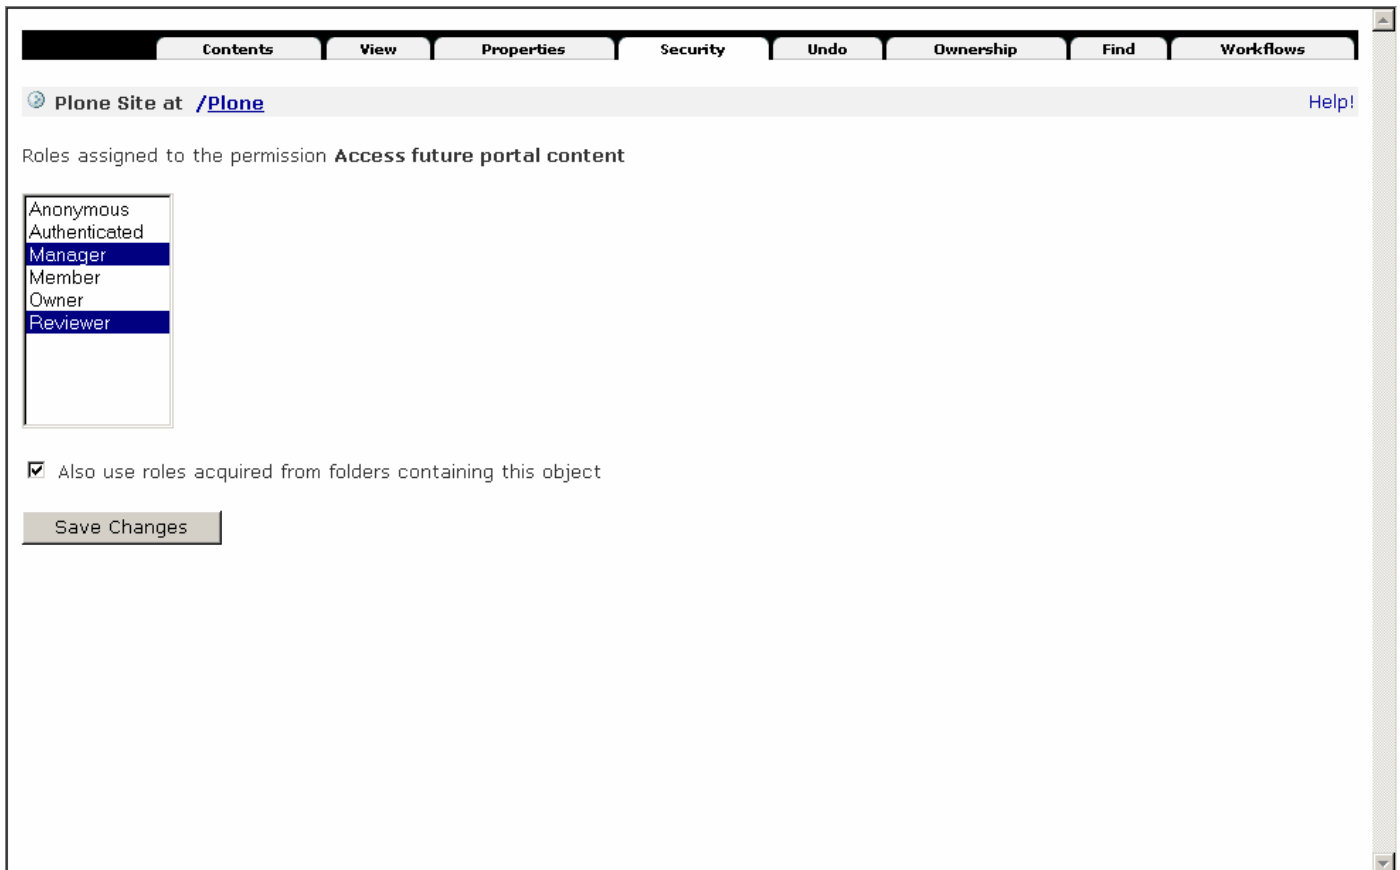 Contents View Properties Security Undo Ownership Find Workflows
Plone Site at /Plone Help!
Roles assigned to the permission Access future portal content
Anonymous
Authenticated
Manager
Member
Owner
Reviewer
Also use roles acquired from folders containing this object
Save Changes